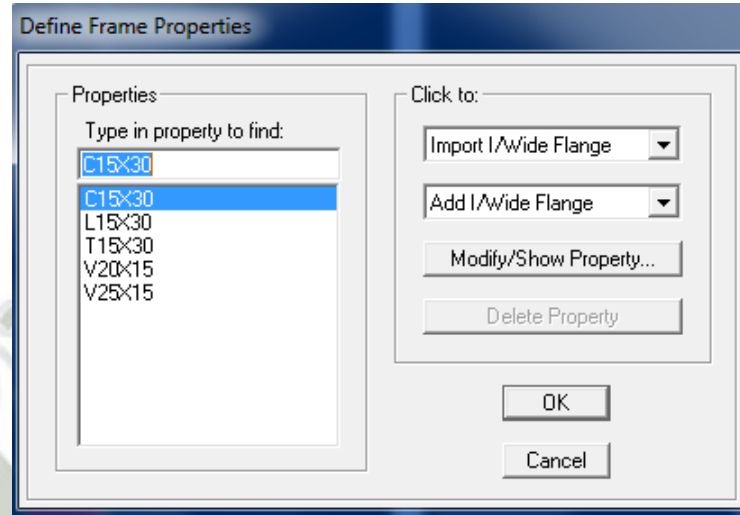 Define Frame Properties
Properties
Type in property to find:
C15X30
C15X30
L15X30
T15X30
V20X15
V25X15
Click to:
Import I/Wide Flange
Add I/Wide Flange
Modify/Show Property...
Delete Property
OK
Cancel